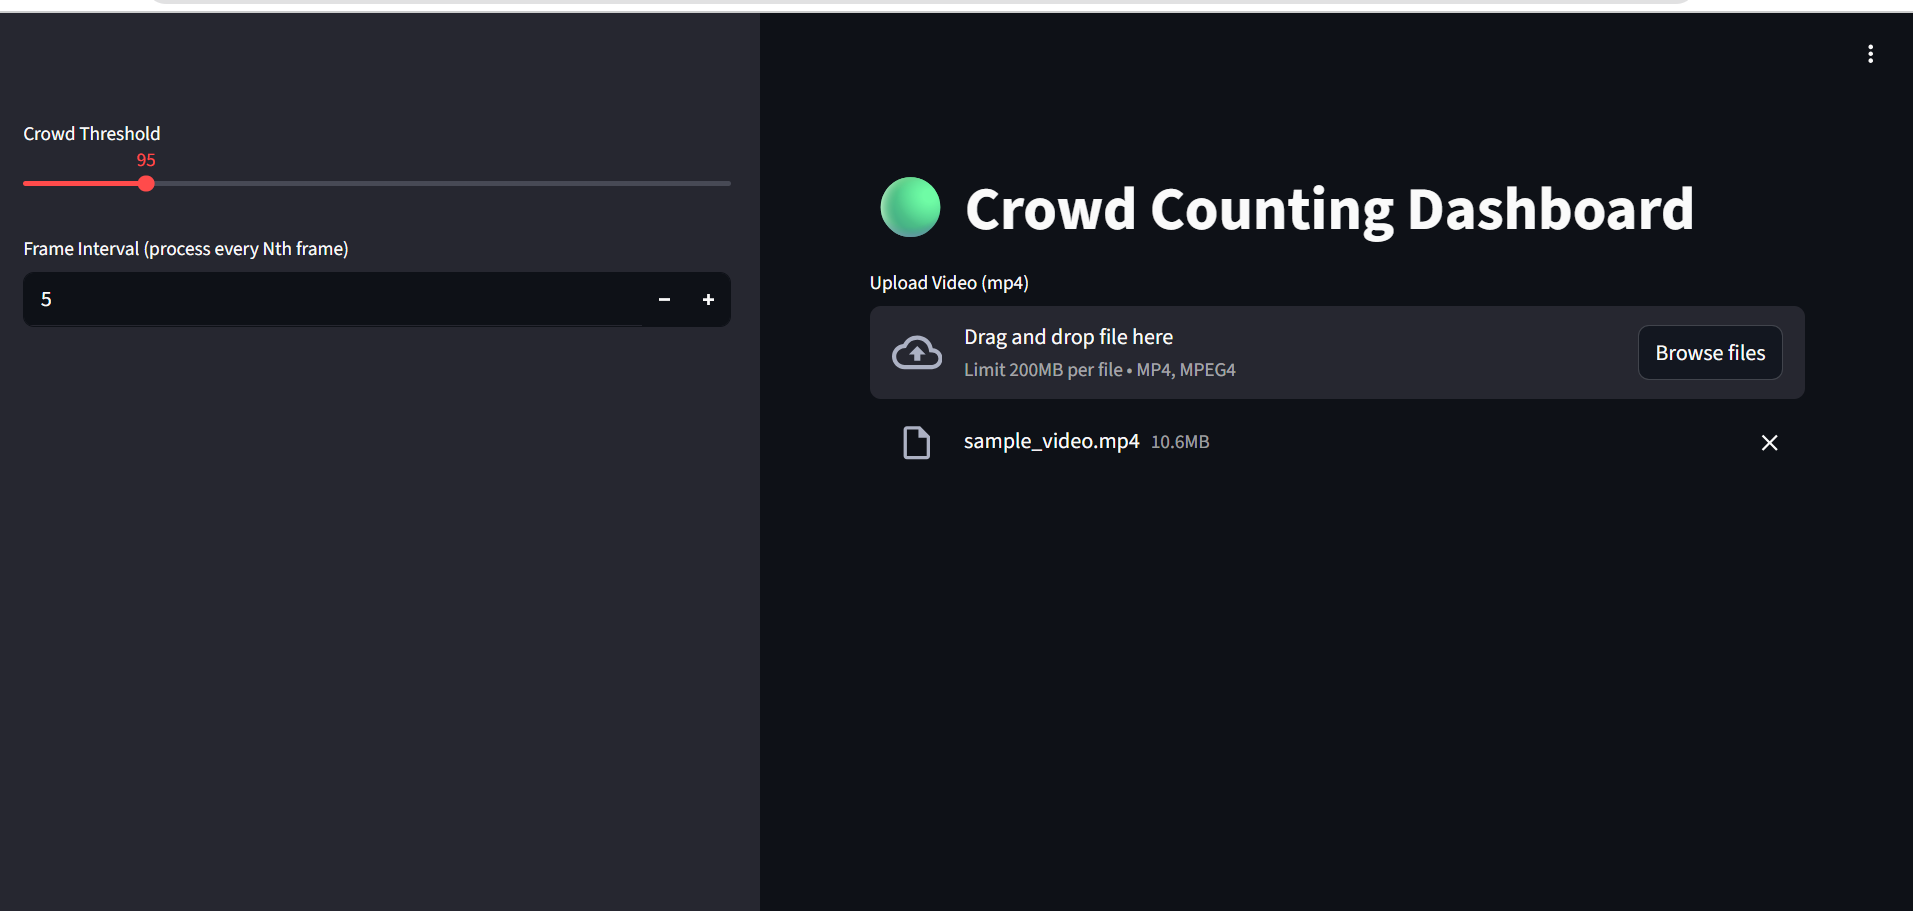 Crowd Threshold
95
Frame Interval (process every Nth frame)
5
Crowd Counting Dashboard
Upload Video (mp4)
Drag and drop file here
Limit 200MB per file • MP4, MPEG4
Browse files
sample_video.mp4 10.6MB